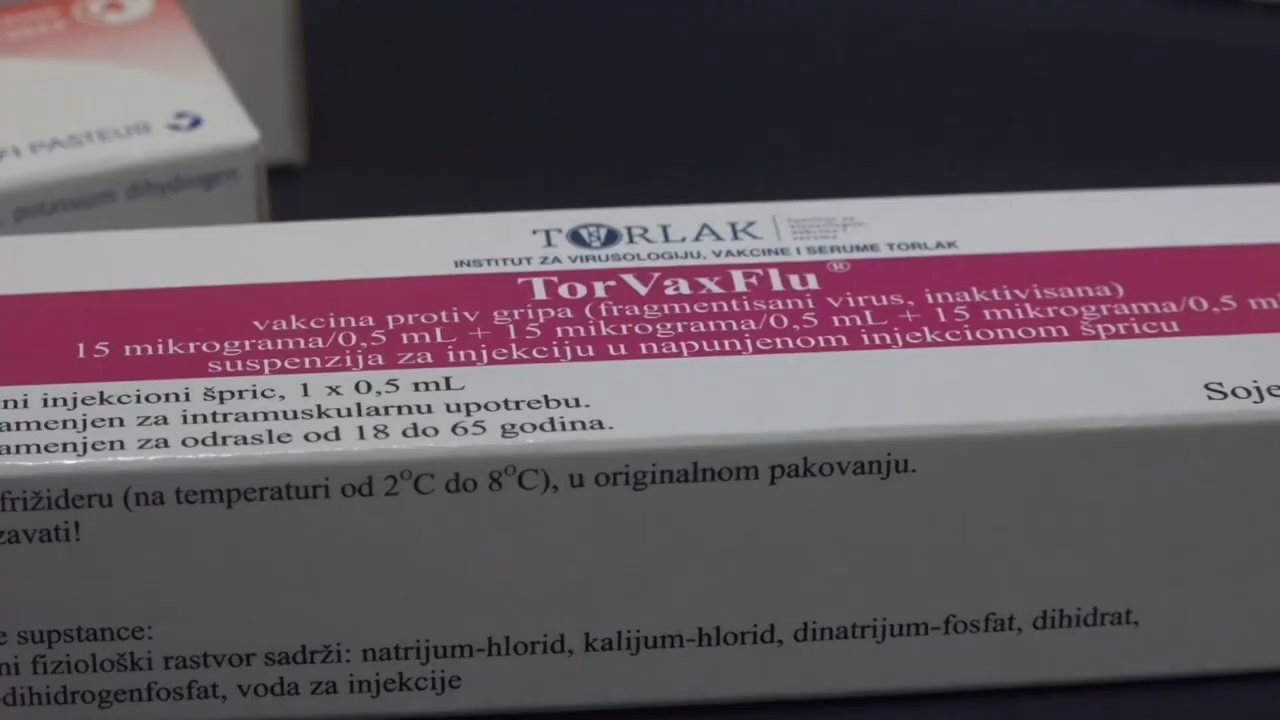 FI PASTEUR
potassium dihydrogen
TORLAK
INSTITUT ZA VIRUSOLOGIJU, VAKCINE I SERUME TORLAK
TorVaxFlu®
vakcina protiv gripa (fragmentisani virus, inaktivisana)
15 mikrograma/0,5 mL + 15 mikrograma/0,5 mL + 15 mikrograma/0,5 m
suspenzija za injekciju u napunjenom injekcionom špricu
ni injekcioni špric, 1 x 0,5 mL
amenjen za intramuskularnu upotrebu.
amenjen za odrasle od 18 do 65 godina.
Soje
frižideru (na temperaturi od 2°C do 8°C), u originalnom pakovanju.
zavati!
e supstance:
ni fiziološki rastvor sadrži: natrijum-hlorid, kalijum-hlorid, dinatrijum-fosfat, dihidrat,
-dihidrogenfosfat, voda za injekcije